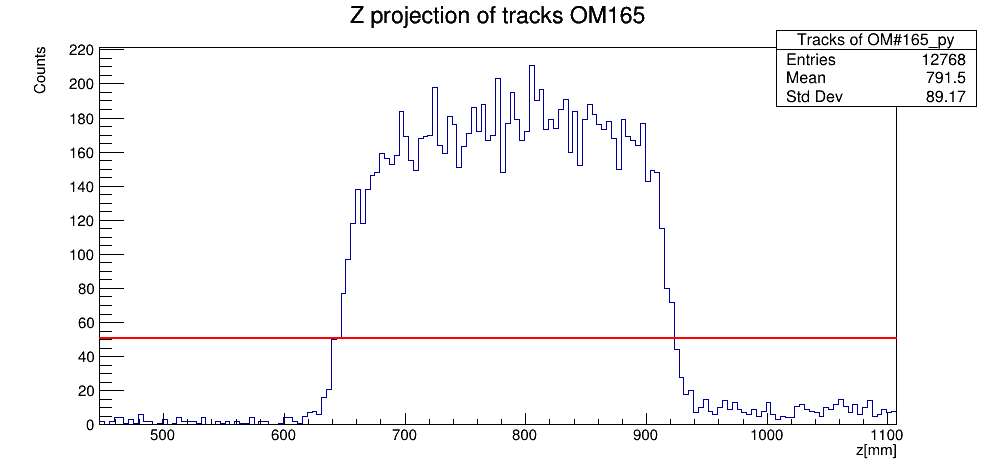 Z projection of tracks OM165
Tracks of OM#165_py
Entries 12768
Mean 791.5
Std Dev 89.17
Counts
220
200
180
160
140
120
100
80
60
40
20
0
500 600 700 800 900 1000 1100
z[mm]